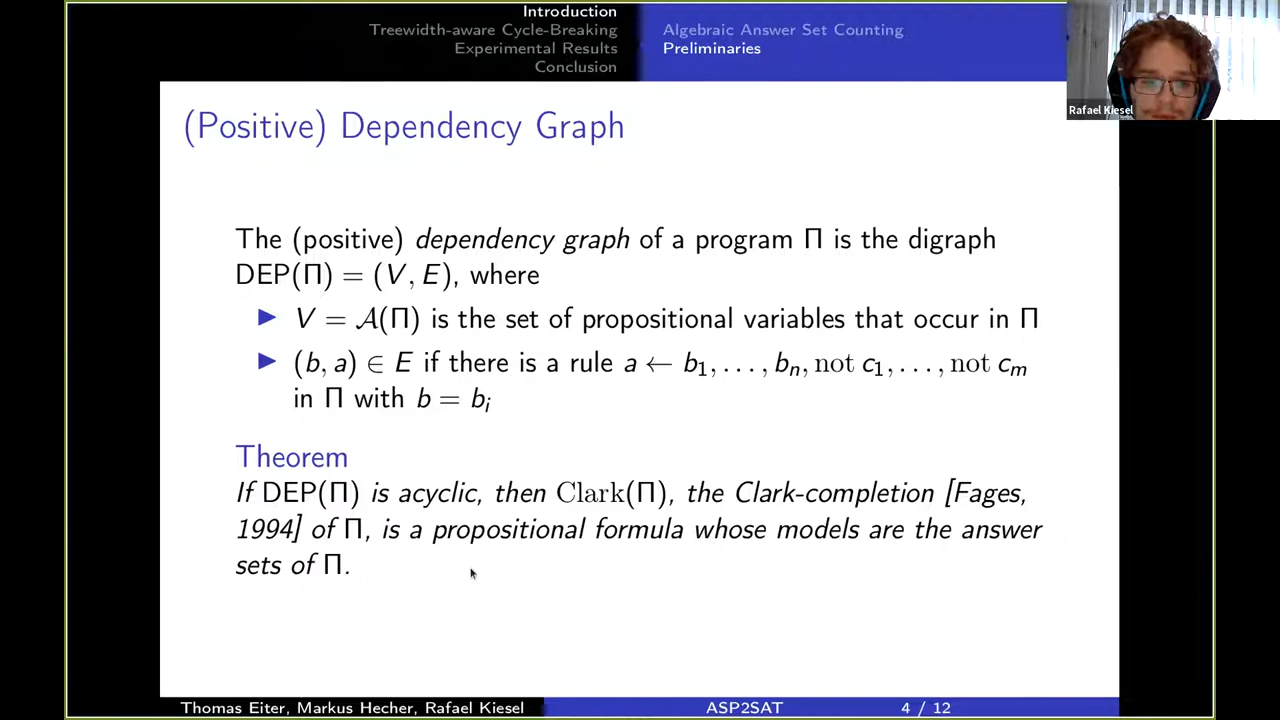 Introduction
Treewidth-aware Cycle-Breaking
Experimental Results
Conclusion
Algebraic Answer Set Counting
Preliminaries
Rafael Kiesel
(Positive) Dependency Graph
The (positive) dependency graph of a program Π is the digraph
DEP(Π) = (V, E), where
▶ V = 𝒜(Π) is the set of propositional variables that occur in Π
▶ (b, a) ∈ E if there is a rule a ← b₁, . . . , bₙ, not c₁, . . . , not cₘ
in Π with b = bᵢ
Theorem
If DEP(Π) is acyclic, then Clark(Π), the Clark-completion [Fages,
1994] of Π, is a propositional formula whose models are the answer
sets of Π.
Thomas Eiter, Markus Hecher, Rafael Kiesel
ASP2SAT
4 / 12